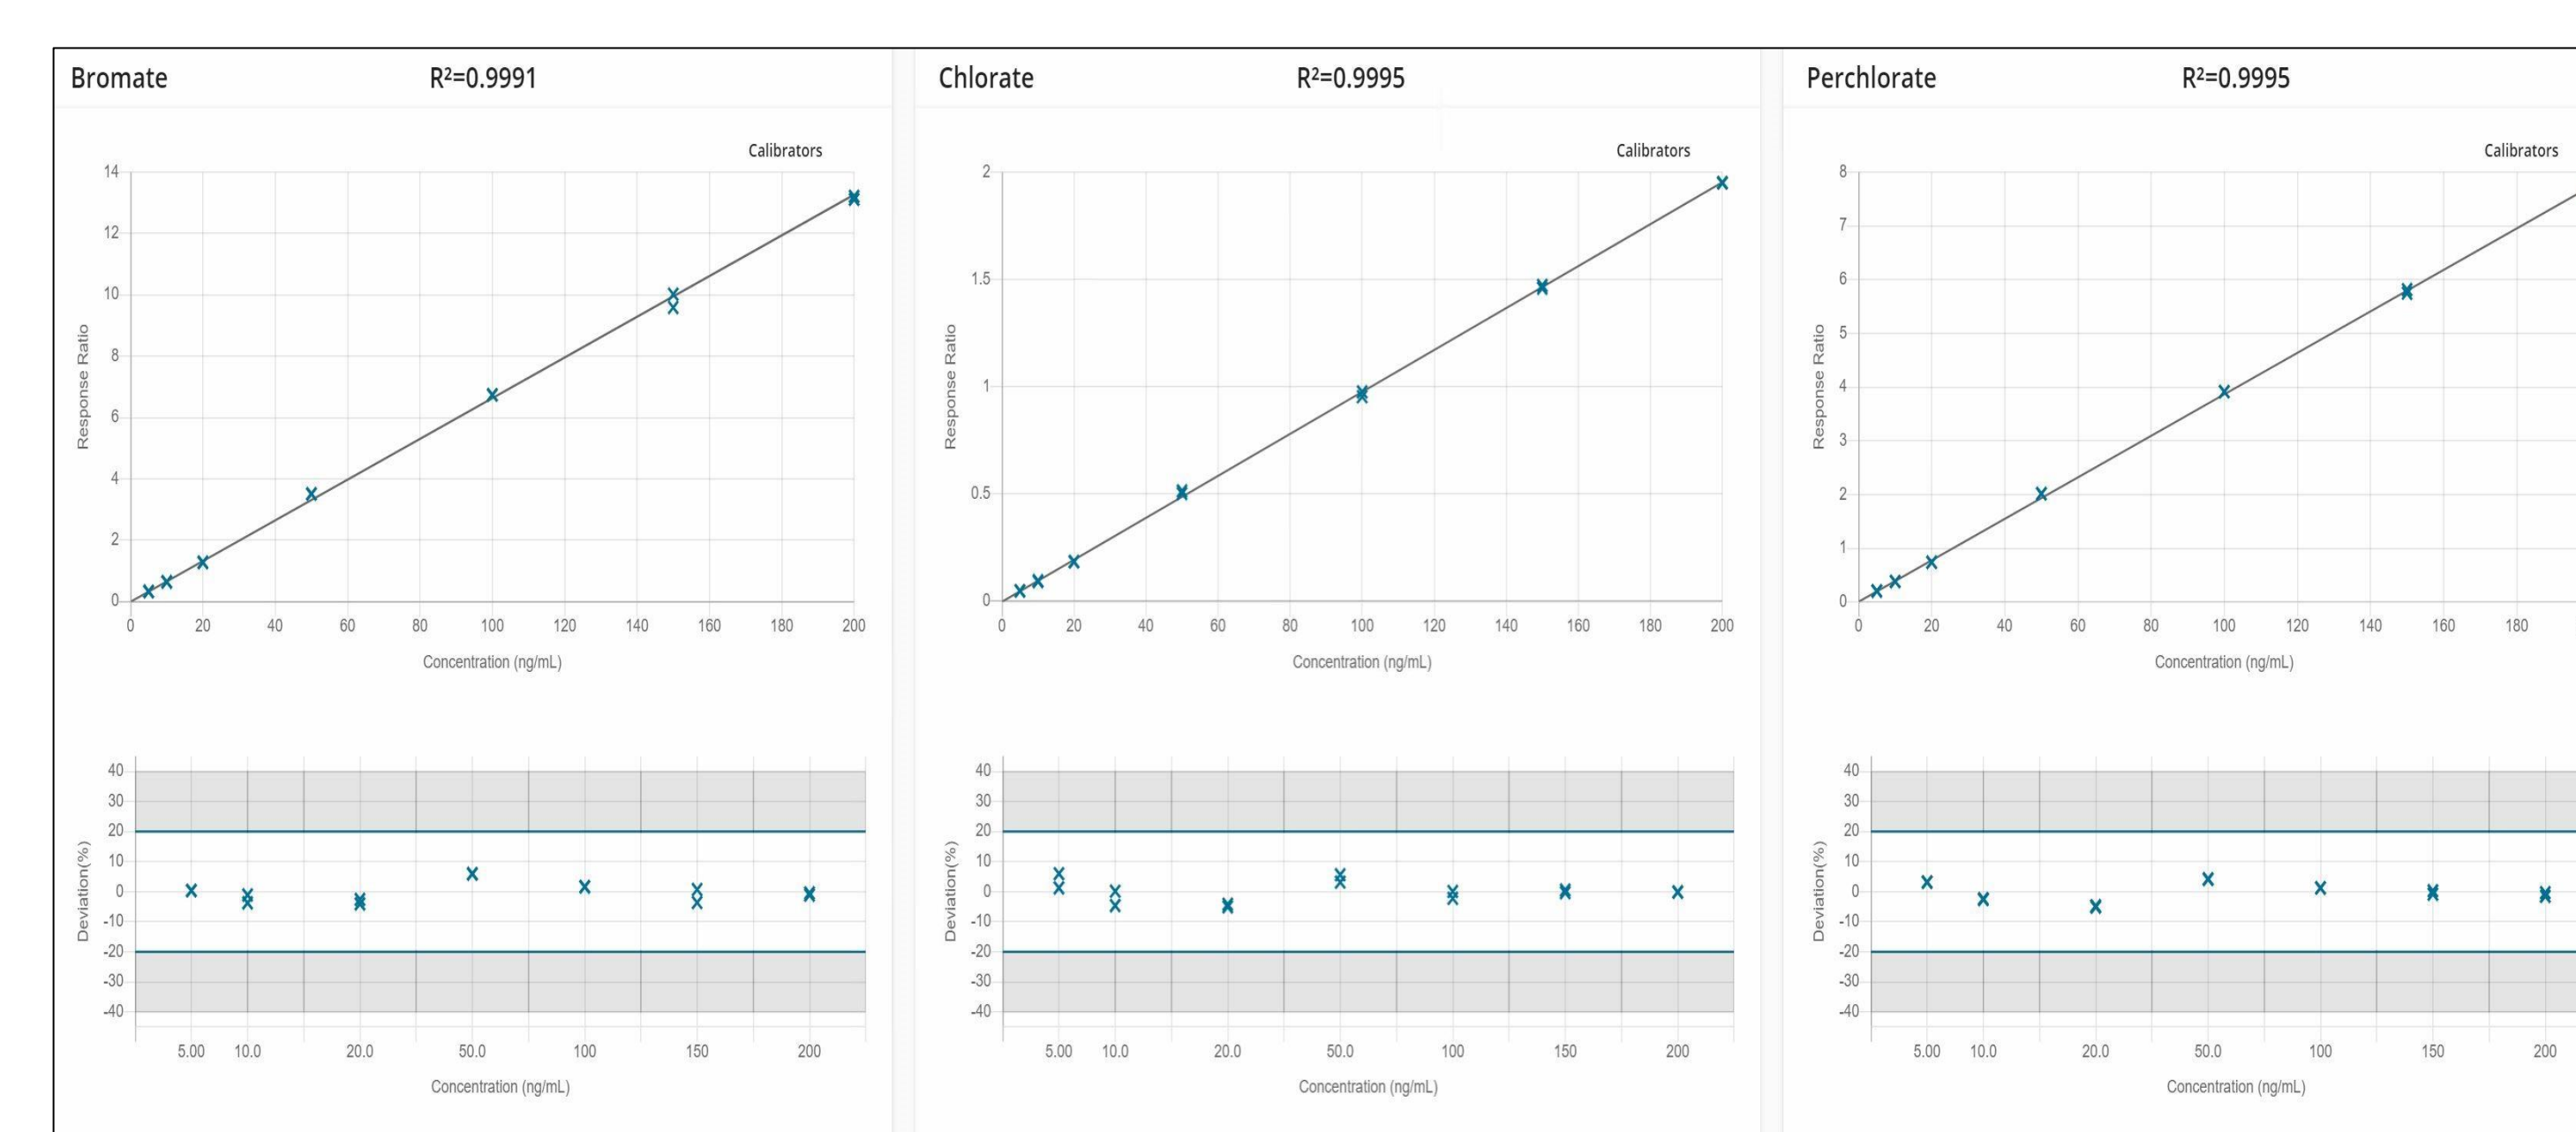 Bromate R²=0.9991
Calibrators
14
12
10
8
6
4
2
0
Response Ratio
0 20 40 60 80 100 120 140 160 180 200
Concentration (ng/mL)
40
30
20
10
0
-10
-20
-30
-40
Deviation(%)
5.00 10.0 20.0 50.0 100 150 200
Concentration (ng/mL)
Chlorate R²=0.9995
Calibrators
2
1.5
1
0.5
0
Response Ratio
0 20 40 60 80 100 120 140 160 180 200
Concentration (ng/mL)
40
30
20
10
0
-10
-20
-30
-40
Deviation(%)
5.00 10.0 20.0 50.0 100 150 200
Concentration (ng/mL)
Perchlorate R²=0.9995
Calibrators
8
7
6
5
4
3
2
1
0
Response Ratio
0 20 40 60 80 100 120 140 160 180
Concentration (ng/mL)
40
30
20
10
0
-10
-20
-30
-40
Deviation(%)
5.00 10.0 20.0 50.0 100 150 200
Concentration (ng/mL)